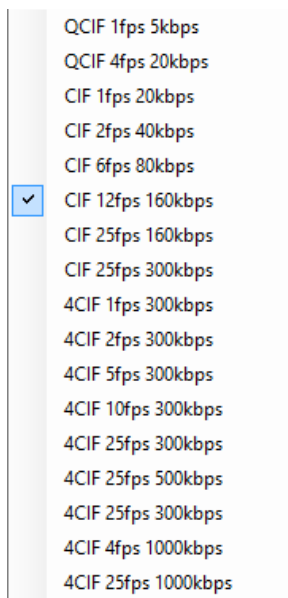 QCIF 1fps 5kbps
QCIF 4fps 20kbps
CIF 1fps 20kbps
CIF 2fps 40kbps
CIF 6fps 80kbps
CIF 12fps 160kbps
CIF 25fps 160kbps
CIF 25fps 300kbps
4CIF 1fps 300kbps
4CIF 2fps 300kbps
4CIF 5fps 300kbps
4CIF 10fps 300kbps
4CIF 25fps 300kbps
4CIF 25fps 500kbps
4CIF 25fps 300kbps
4CIF 4fps 1000kbps
4CIF 25fps 1000kbps